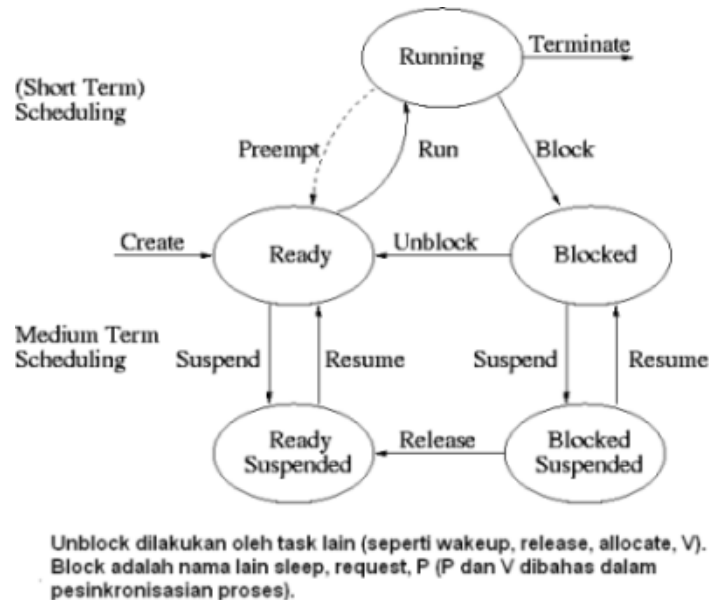 Running
Terminate
(Short Term)
Scheduling
Preempt
Run
Block
Create
Ready
Unblock
Blocked
Medium Term
Scheduling
Suspend
Resume
Suspend
Resume
Ready
Suspended
Release
Blocked
Suspended
Unblock dilakukan oleh task lain (seperti wakeup, release, allocate, V).
Block adalah nama lain sleep, request, P (P dan V dibahas dalam
pesinkronisasian proses).